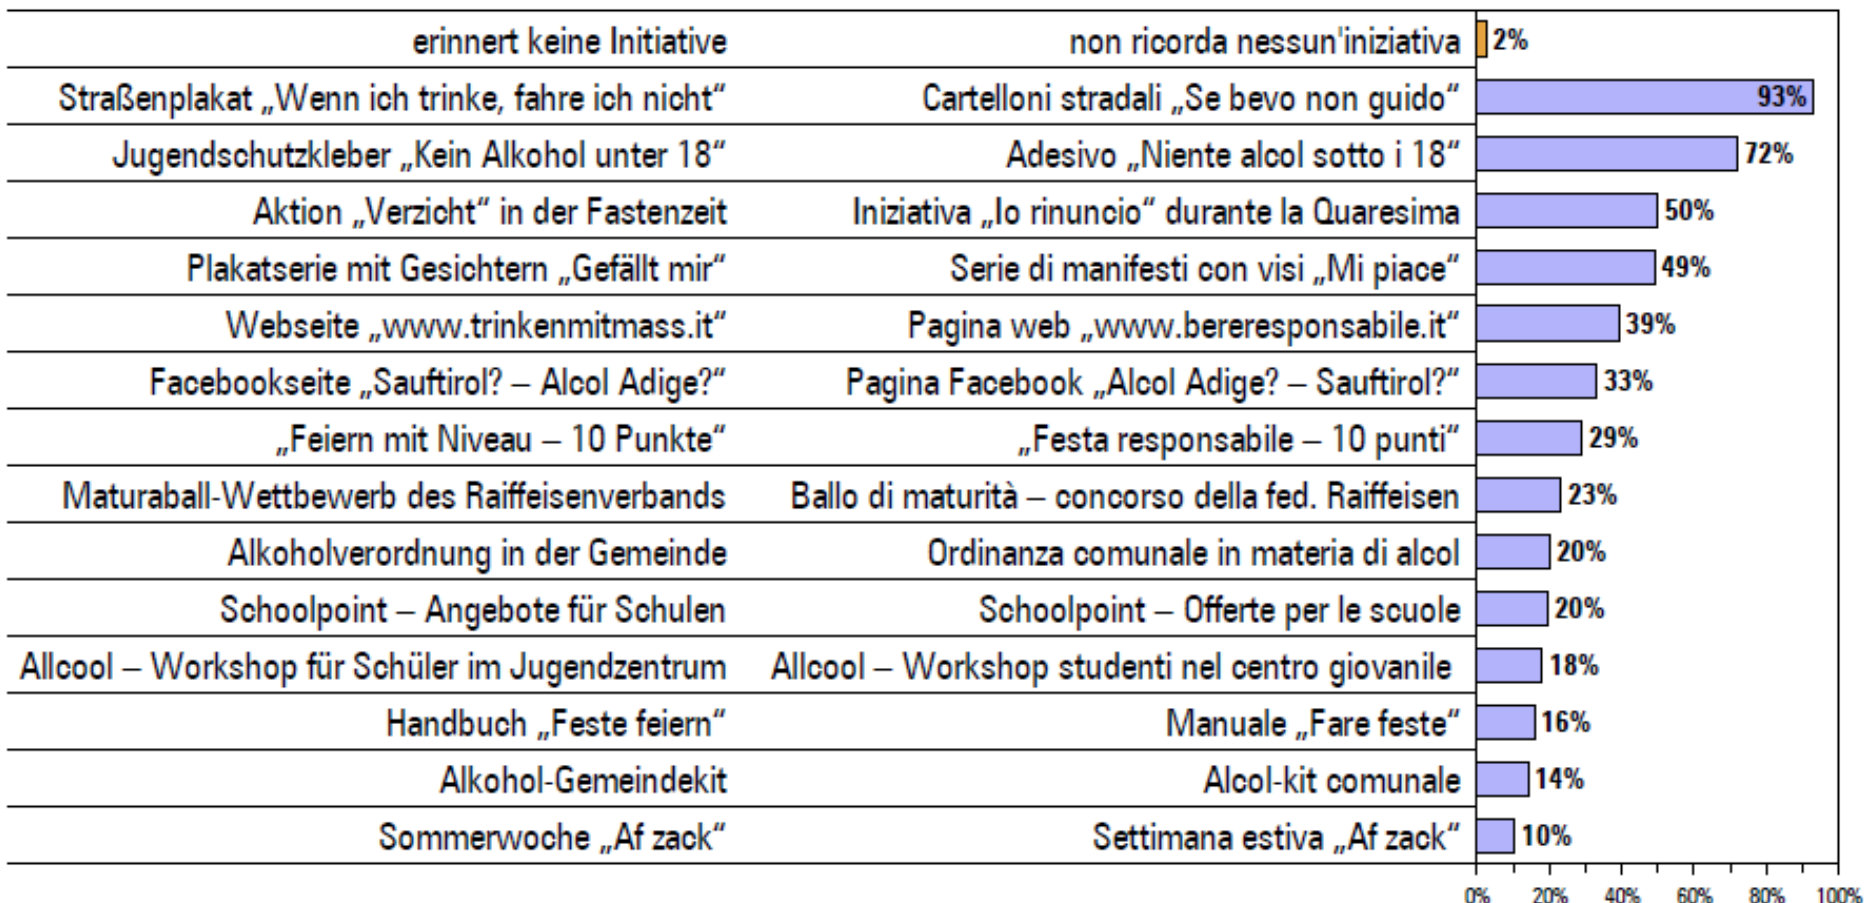 erinnert keine Initiative non ricorda nessun'iniziativa 2%
Straßenplakat „Wenn ich trinke, fahre ich nicht“ Cartelloni stradali „Se bevo non guido“ 93%
Jugendschutzkleber „Kein Alkohol unter 18“ Adesivo „Niente alcol sotto i 18“ 72%
Aktion „Verzicht“ in der Fastenzeit Iniziativa „Io rinuncio“ durante la Quaresima 50%
Plakatserie mit Gesichtern „Gefällt mir“ Serie di manifesti con visi „Mi piace“ 49%
Webseite „www.trinkenmitmass.it“ Pagina web „www.bereresponsabile.it“ 39%
Facebookseite „Sauftirol? – Alcol Adige?“ Pagina Facebook „Alcol Adige? – Sauftirol?“ 33%
„Feiern mit Niveau – 10 Punkte“ „Festa responsabile – 10 punti“ 29%
Maturaball-Wettbewerb des Raiffeisenverbands Ballo di maturità – concorso della fed. Raiffeisen 23%
Alkoholverordnung in der Gemeinde Ordinanza comunale in materia di alcol 20%
Schoolpoint – Angebote für Schulen Schoolpoint – Offerte per le scuole 20%
Allcool – Workshop für Schüler im Jugendzentrum Allcool – Workshop studenti nel centro giovanile 18%
Handbuch „Feste feiern“ Manuale „Fare feste“ 16%
Alkohol-Gemeindekit Alcol-kit comunale 14%
Sommerwoche „Af zack“ Settimana estiva „Af zack“ 10%
0% 20% 40% 60% 80% 100%